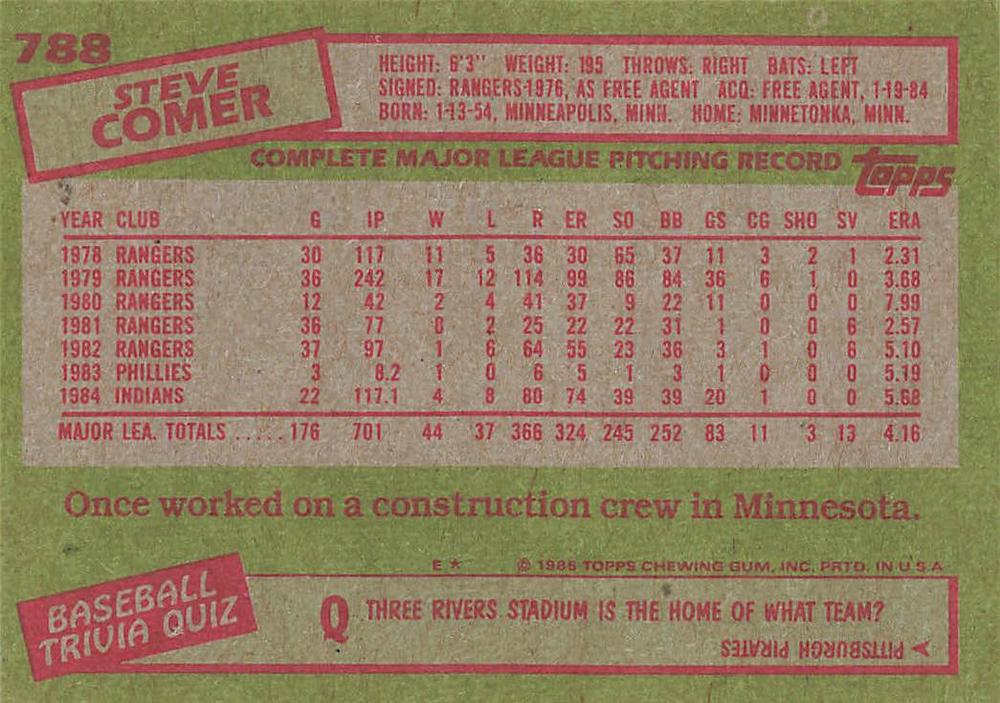 788
STEVE
COMER
HEIGHT: 6'3" WEIGHT: 195 THROWS: RIGHT BATS: LEFT
SIGNED: RANGERS-1976, AS FREE AGENT ACQ: FREE AGENT, 1-19-84
BORN: 1-13-54, MINNEAPOLIS, MINN. HOME: MINNETONKA, MINN.
COMPLETE MAJOR LEAGUE PITCHING RECORD topps
YEAR CLUB G IP W L R ER SO BB GS CG SHO SV ERA
1978 RANGERS 30 117 11 5 36 30 65 37 11 3 2 1 2.31
1979 RANGERS 36 242 17 12 114 99 86 84 36 6 1 0 3.68
1980 RANGERS 12 42 2 4 41 37 9 22 11 0 0 0 7.99
1981 RANGERS 36 77 8 2 25 22 22 31 1 0 0 6 2.57
1982 RANGERS 37 97 1 6 64 55 23 36 3 1 0 6 5.10
1983 PHILLIES 3 8.2 1 0 6 5 1 3 1 0 0 0 5.19
1984 INDIANS 22 117.1 4 8 80 74 39 39 20 1 0 0 5.68
MAJOR LEA. TOTALS ..... 176 701 44 37 366 324 245 252 83 11 3 13 4.16
Once worked on a construction crew in Minnesota.
E * © 1985 TOPPS CHEWING GUM, INC. PRTD. IN U.S.A
BASEBALL
TRIVIA QUIZ
Q THREE RIVERS STADIUM IS THE HOME OF WHAT TEAM?
PITTSBURGH PIRATES